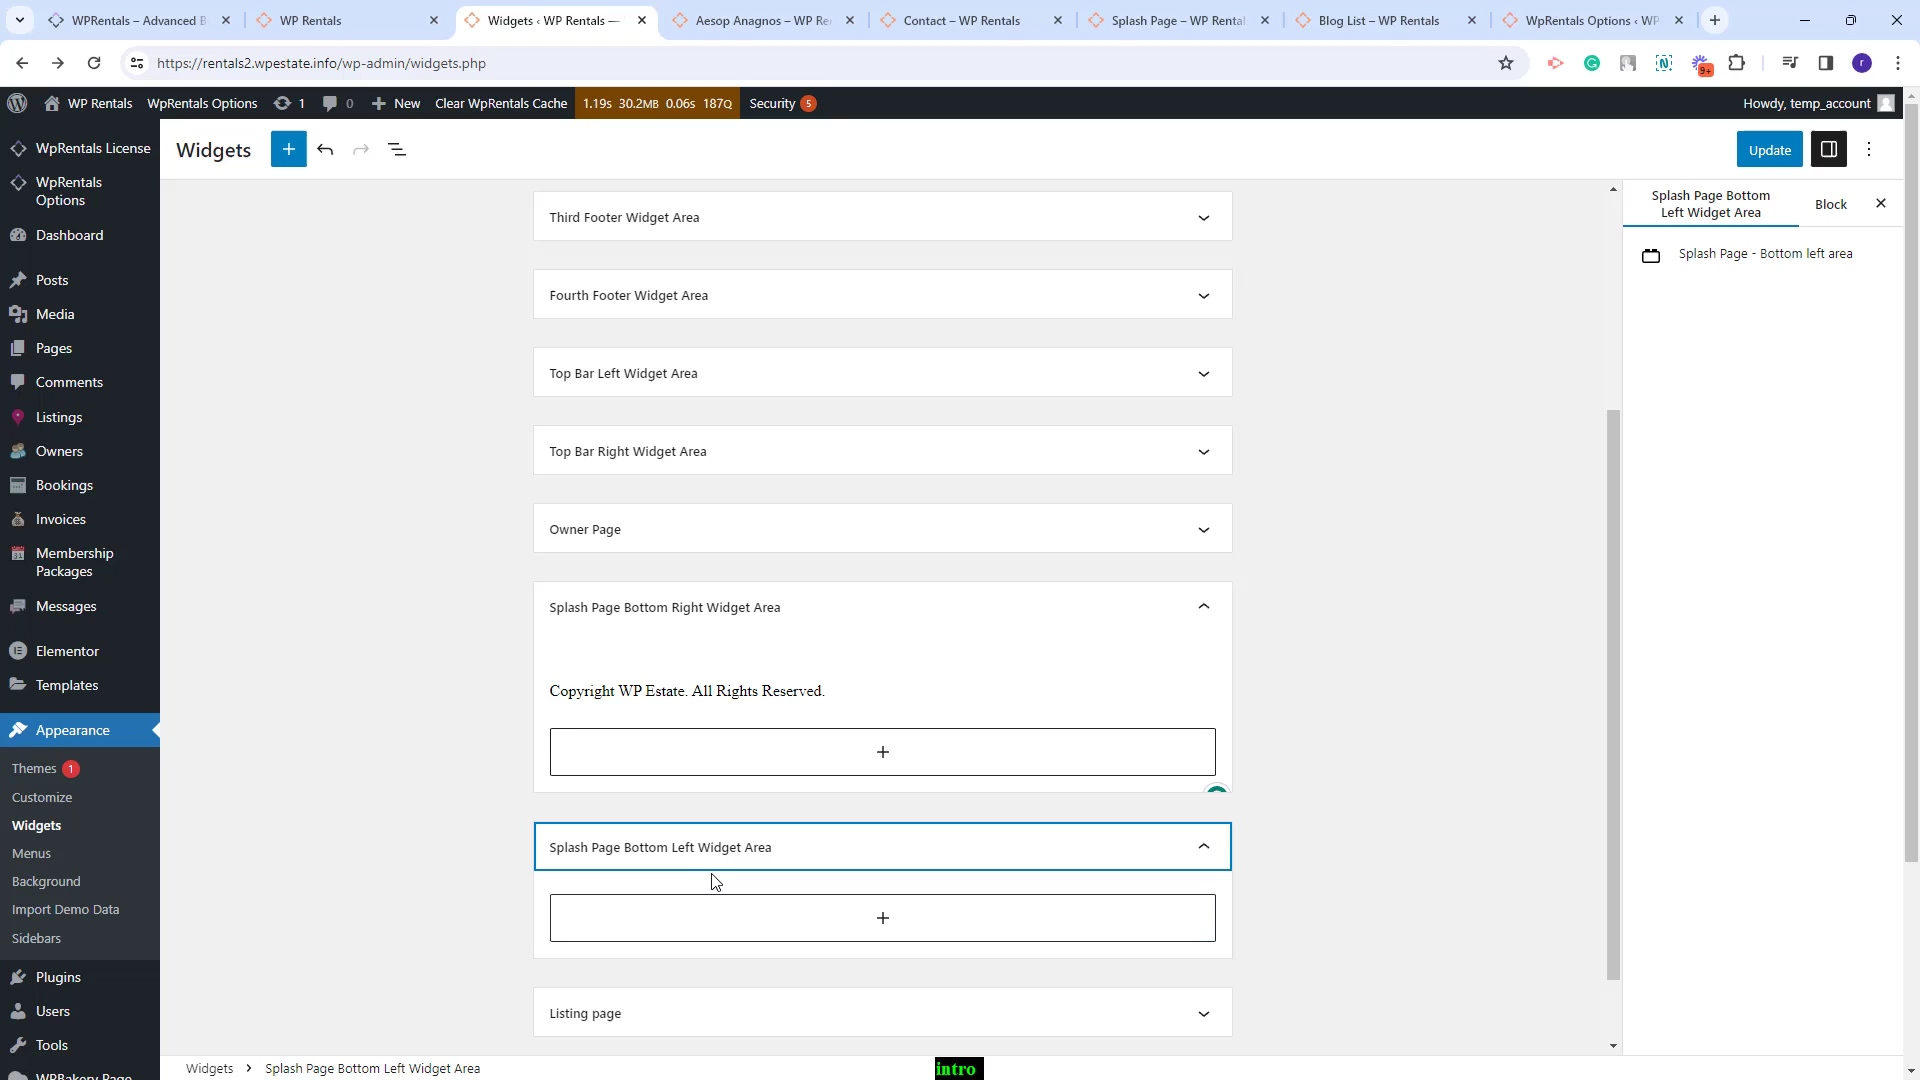 WPRentals – Advanced B
WP Rentals
Widgets ‹ WP Rentals —
Aesop Anagnos – WP Re
Contact – WP Rentals
Splash Page – WP Rental
Blog List – WP Rentals
WpRentals Options ‹ WP
https://rentals2.wpestate.info/wp-admin/widgets.php
9+
r
WP Rentals
WpRentals Options
1
0
New
Clear WpRentals Cache
1.19s 30.2MB 0.06s 187Q
Security 5
Howdy, temp_account
WpRentals License
WpRentals
Options
Dashboard
Posts
Media
Pages
Comments
Listings
Owners
Bookings
Invoices
Membership
Packages
Messages
Elementor
Templates
Appearance
Themes 1
Customize
Widgets
Menus
Background
Import Demo Data
Sidebars
Plugins
Users
Tools
WPBakery Page
Widgets
Update
Third Footer Widget Area
Fourth Footer Widget Area
Top Bar Left Widget Area
Top Bar Right Widget Area
Owner Page
Splash Page Bottom Right Widget Area
Copyright WP Estate. All Rights Reserved.
Splash Page Bottom Left Widget Area
Listing page
Splash Page Bottom
Left Widget Area
Block
Splash Page - Bottom left area
Widgets › Splash Page Bottom Left Widget Area
intro